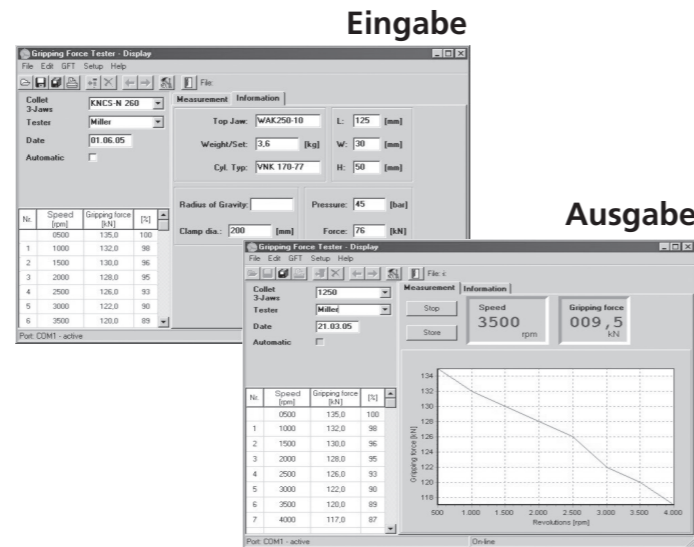 Eingabe
Gripping Force Tester - Display
File Edit GFT Setup Help
File:
Collet
3-Jaws
KNCS-N 260
Tester Miller
Date 01.06.05
Automatic
Measurement Information
Top Jaw: WAK250-10 L: 125 [mm]
Weight/Set: 3,6 [kg] W: 30 [mm]
Cyl. Typ: VNK 170-77 H: 50 [mm]
Radius of Gravity: Pressure: 45 [bar]
Clamp dia.: 200 [mm] Force: 76 [kN]
Nr. Speed [rpm] Gripping force [kN] [%]
0500 135,0 100
1 1000 132,0 98
2 1500 130,0 96
3 2000 128,0 95
4 2500 126,0 93
5 3000 122,0 90
6 3500 120,0 89
Port: COM1 - active
Ausgabe
Gripping Force Tester - Display
File Edit GFT Setup Help
File:
Collet
3-Jaws
1250
Tester Miller
Date 21.03.05
Automatic
Measurement Information
Stop
Store
Speed
3500
rpm
Gripping force
009,5
kN
Nr. Speed [rpm] Gripping force [kN] [%]
0500 135,0 100
1 1000 132,0 98
2 1500 130,0 96
3 2000 128,0 95
4 2500 126,0 93
5 3000 122,0 90
6 3500 120,0 89
7 4000 117,0 87
Gripping force [kN]
134
132
130
128
126
124
122
120
118
500 1.000 1.500 2.000 2.500 3.000 3.500 4.000
Revolutions [rpm]
Port: COM1 - active On-line